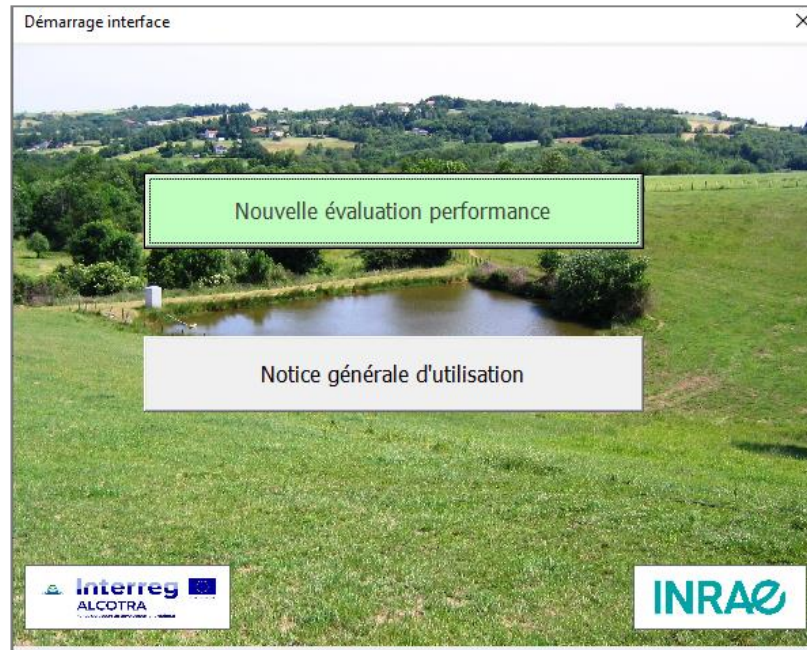 Démarrage interface
Nouvelle évaluation performance
Notice générale d'utilisation
Interreg
ALCOTRA
INRAE